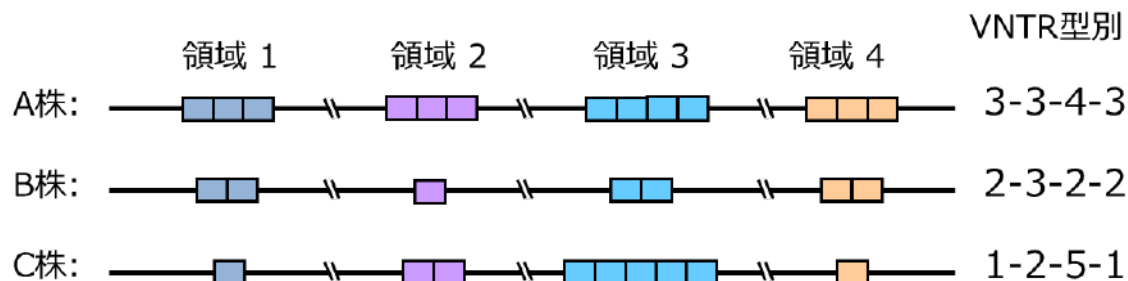 VNTR型別
領域 1 領域 2 領域 3 領域 4
A株: 3-3-4-3
B株: 2-3-2-2
C株: 1-2-5-1